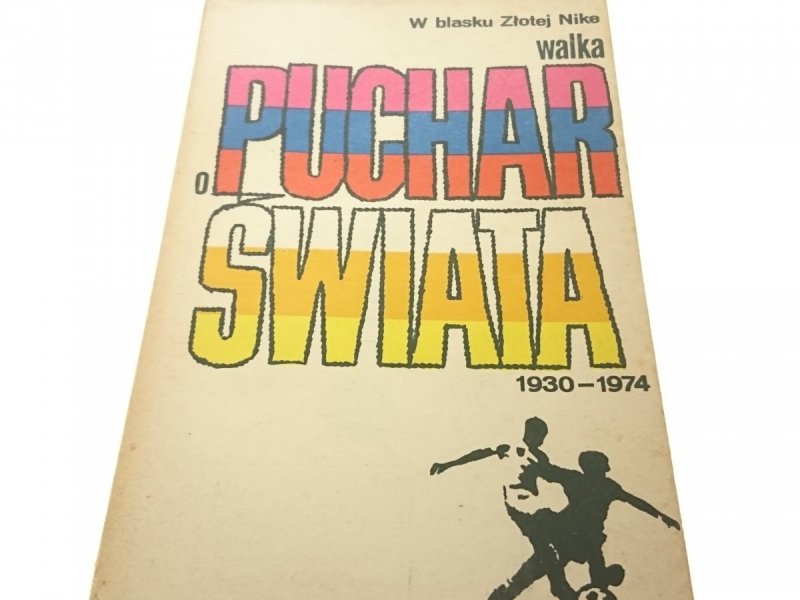 W blasku Złotej Nike
walka
o PUCHAR
ŚWIATA
1930-1974